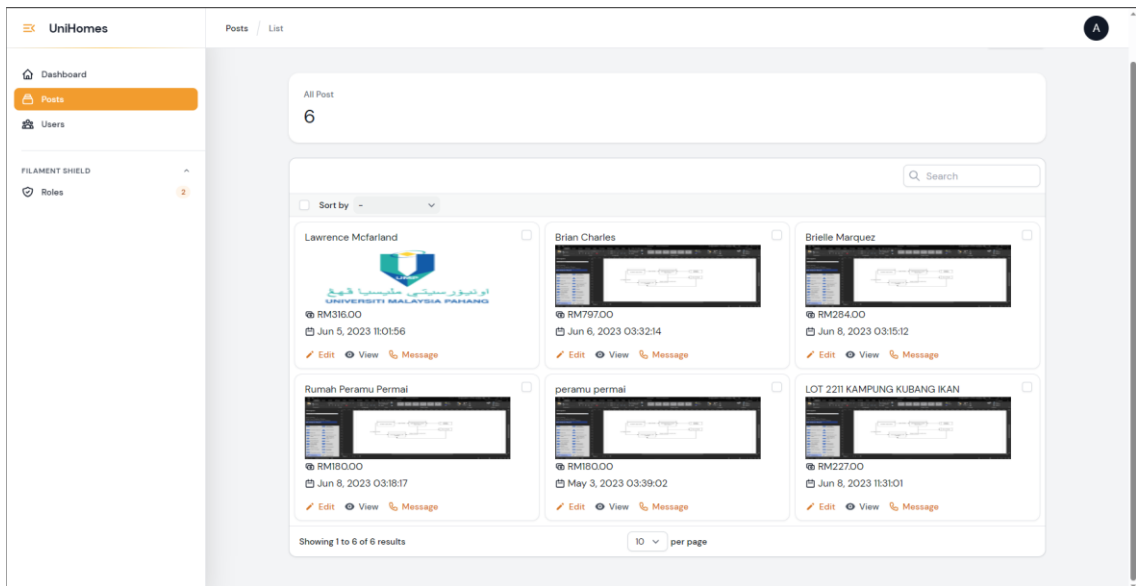 UniHomes
Posts / List
A
Dashboard
Posts
Users
FILAMENT SHIELD
Roles 2
All Post
6
Search
Sort by -
Lawrence Mcfarland
UMP
اونيورسيتي مليسيا ڤهڠ
UNIVERSITI MALAYSIA PAHANG
RM316.00
Jun 5, 2023 11:01:56
Edit View Message
Brian Charles
RM797.00
Jun 6, 2023 03:32:14
Edit View Message
Brielle Marquez
RM284.00
Jun 8, 2023 03:15:12
Edit View Message
Rumah Peramu Permai
RM180.00
Jun 8, 2023 03:18:17
Edit View Message
peramu permai
RM180.00
May 3, 2023 03:39:02
Edit View Message
LOT 2211 KAMPUNG KUBANG IKAN
RM227.00
Jun 8, 2023 11:31:01
Edit View Message
Showing 1 to 6 of 6 results
10 per page